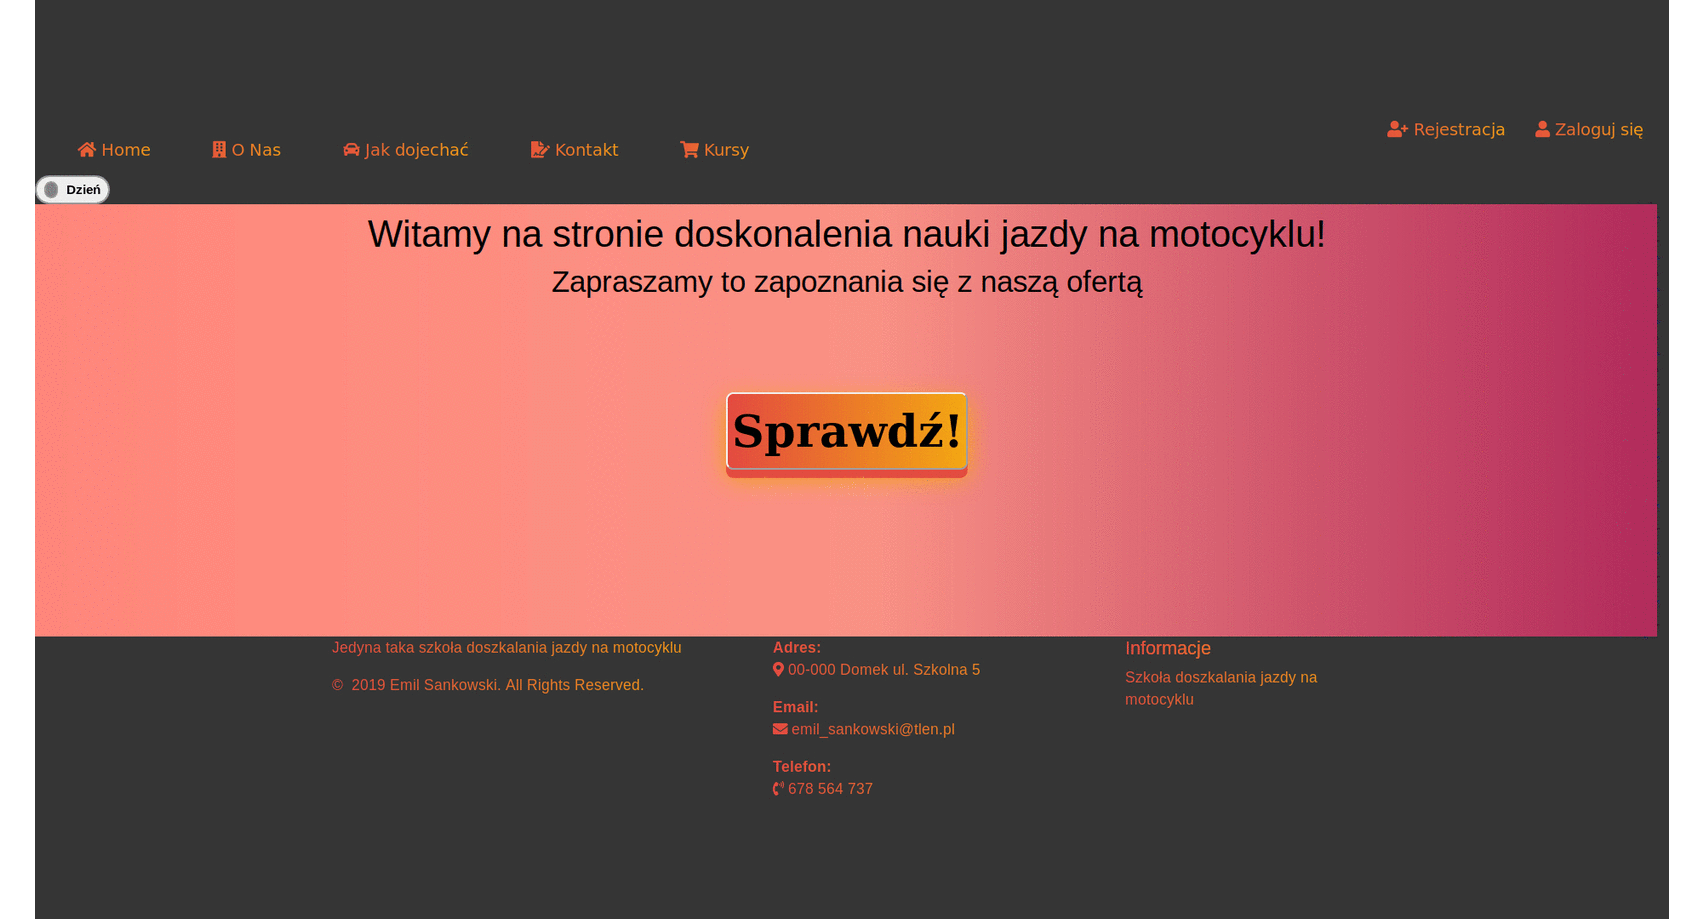 Rejestracja Zaloguj się
Home O Nas Jak dojechać Kontakt Kursy
Dzień
Witamy na stronie doskonalenia nauki jazdy na motocyklu!
Zapraszamy to zapoznania się z naszą ofertą
Sprawdź!
Jedyna taka szkoła doszkalania jazdy na motocyklu
© 2019 Emil Sankowski. All Rights Reserved.
Adres:
00-000 Domek ul. Szkolna 5
Email:
emil_sankowski@tlen.pl
Telefon:
678 564 737
Informacje
Szkoła doszkalania jazdy na
motocyklu